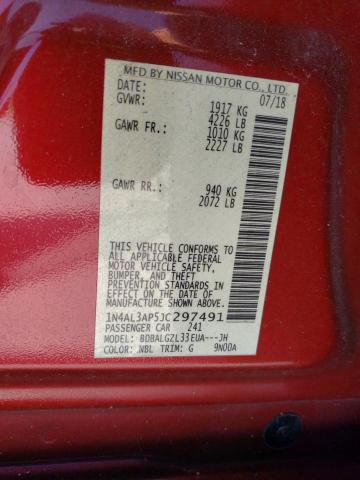 MFD BY NISSAN MOTOR CO., LTD.
DATE: 07/18
GVWR: 1917 KG
4226 LB
GAWR FR.: 1010 KG
2227 LB
GAWR RR.: 940 KG
2072 LB
THIS VEHICLE CONFORMS TO
ALL APPLICABLE FEDERAL
MOTOR VEHICLE SAFETY,
BUMPER, AND THEFT
PREVENTION STANDARDS IN
EFFECT ON THE DATE OF
MANUFACTURE SHOWN ABOVE.
1N4AL3AP5JC297491
PASSENGER CAR 241
MODEL: BDBALGZL33EUA---JH
COLOR: NBL TRIM: G 9N00A